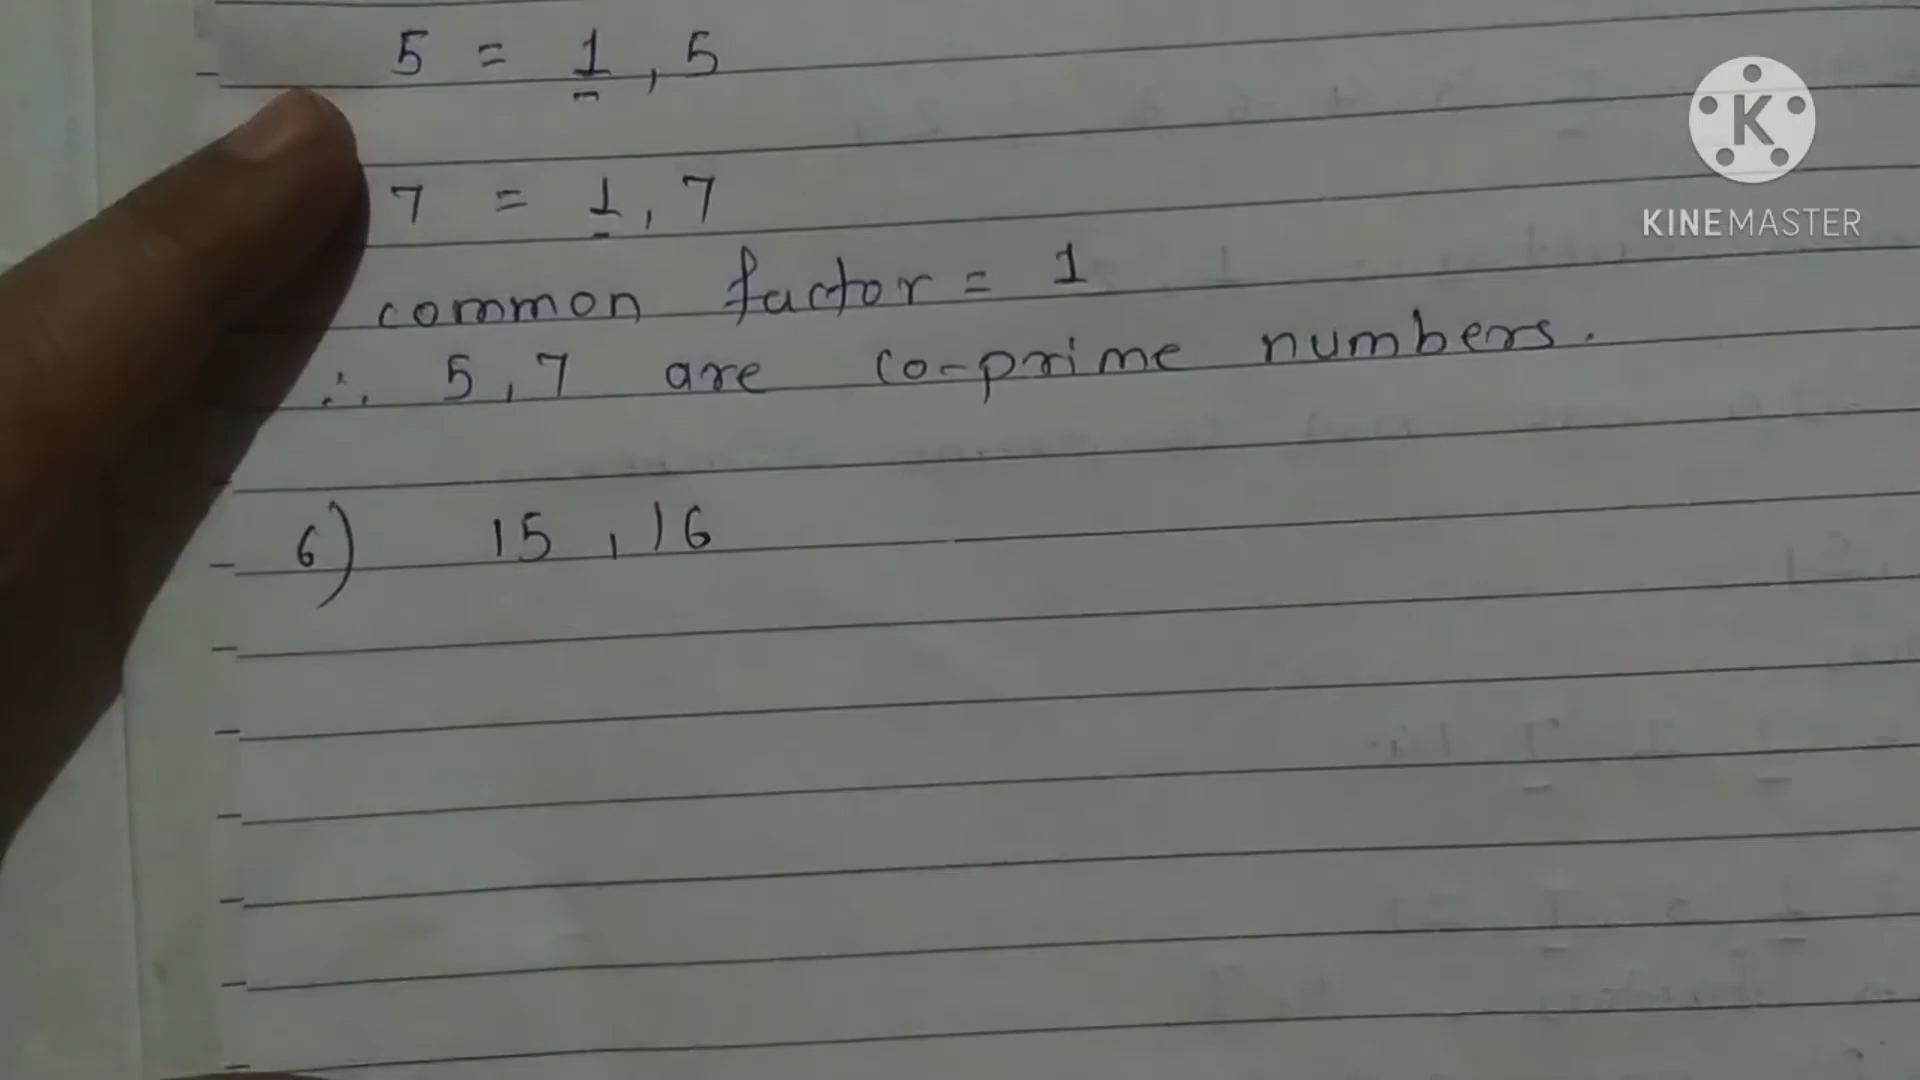 5 = 1, 5
7 = 1, 7
common factor = 1
∴ 5, 7 are co-prime numbers.
6) 15, 16
K
KINEMASTER